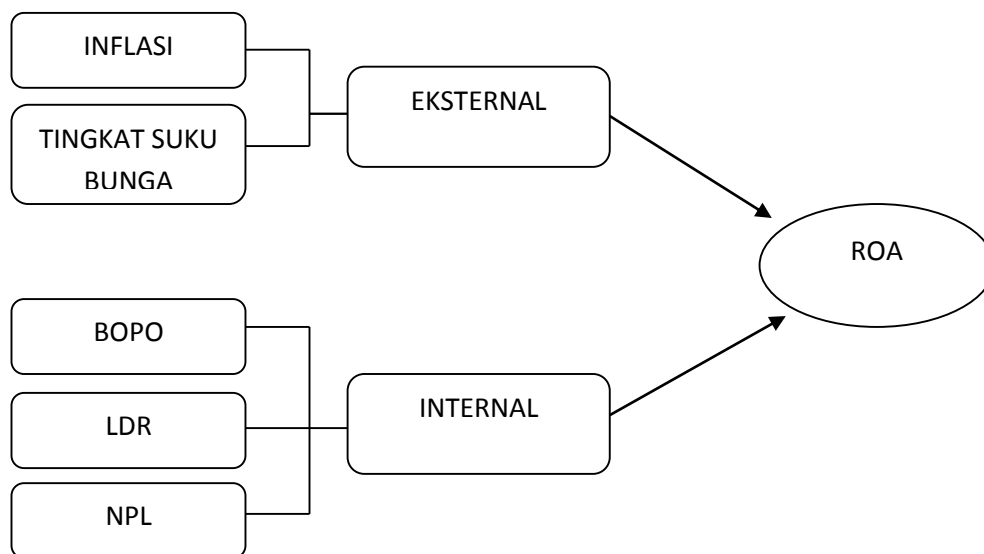 INFLASI
TINGKAT SUKU
BUNGA
EKSTERNAL
ROA
BOPO
LDR
NPL
INTERNAL